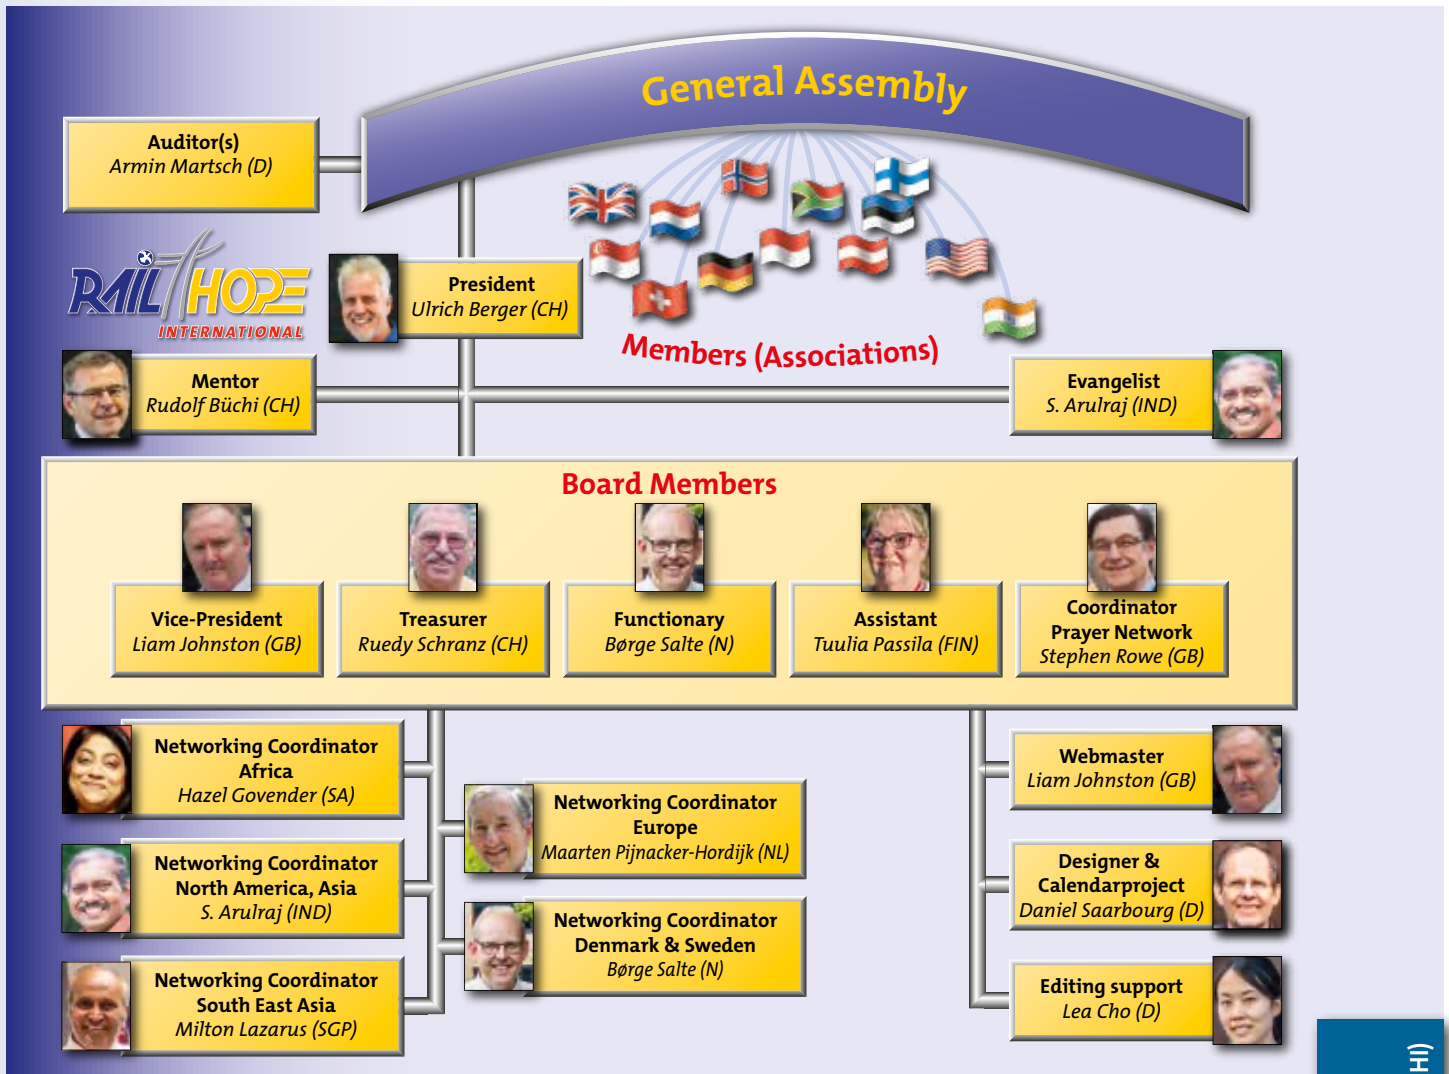 General Assembly
Auditor(s)
Armin Martsch (D)
RAIL HOPE
INTERNATIONAL
President
Ulrich Berger (CH)
Members (Associations)
Mentor
Rudolf Büchi (CH)
Evangelist
S. Arulraj (IND)
Board Members
Vice-President
Liam Johnston (GB)
Treasurer
Ruedy Schranz (CH)
Functionary
Børge Salte (N)
Assistant
Tuulia Passila (FIN)
Coordinator
Prayer Network
Stephen Rowe (GB)
Networking Coordinator
Africa
Hazel Govender (SA)
Networking Coordinator
North America, Asia
S. Arulraj (IND)
Networking Coordinator
South East Asia
Milton Lazarus (SGP)
Networking Coordinator
Europe
Maarten Pijnacker-Hordijk (NL)
Networking Coordinator
Denmark & Sweden
Børge Salte (N)
Webmaster
Liam Johnston (GB)
Designer &
Calendarproject
Daniel Saarbourg (D)
Editing support
Lea Cho (D)